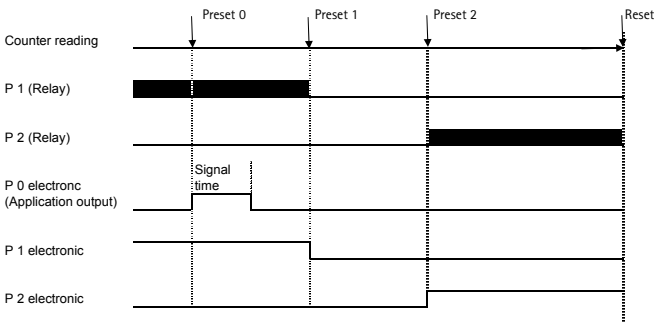 Preset 0 Preset 1 Preset 2 Reset
Counter reading
P 1 (Relay)
P 2 (Relay)
Signal
time
P 0 electronc
(Application output)
P 1 electronic
P 2 electronic